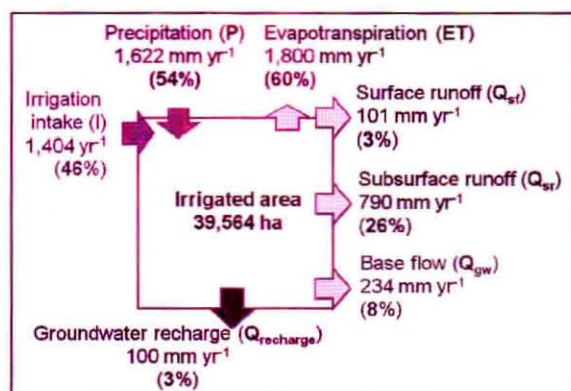 Precipitation (P)
1,622 mm yr⁻¹
(54%)
Evapotranspiration (ET)
1,800 mm yr⁻¹
(60%)
Irrigation
intake (I)
1,404 yr⁻¹
(46%)
Surface runoff (Qsf)
101 mm yr⁻¹
(3%)
Irrigated area
39,564 ha
Subsurface runoff (Qsr)
790 mm yr⁻¹
(26%)
Base flow (Qgw)
234 mm yr⁻¹
(8%)
Groundwater recharge (Qrecharge)
100 mm yr⁻¹
(3%)